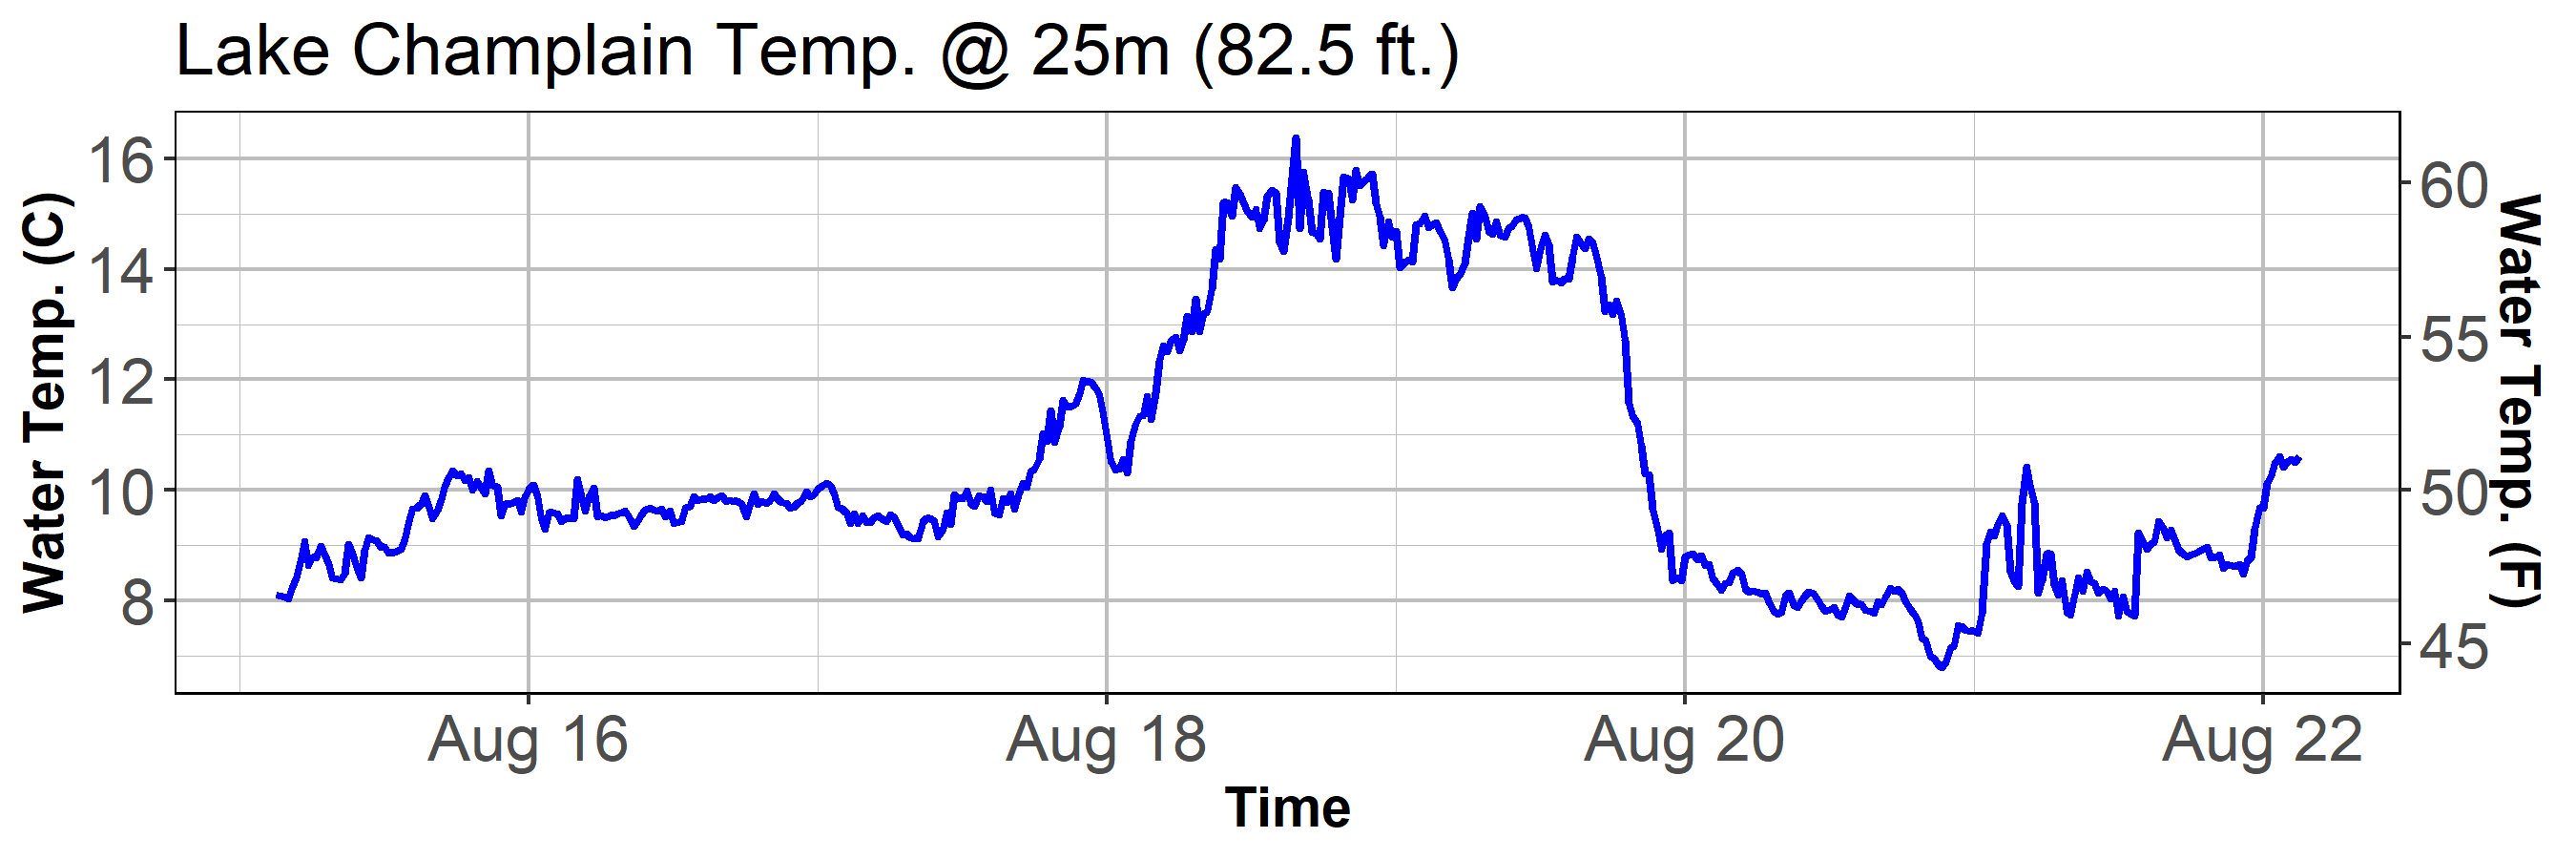 Lake Champlain Temp. @ 25m (82.5 ft.)
Water Temp. (C)
16
14
12
10
8
60
55
50
45
Water Temp. (F)
Aug 16
Aug 18
Aug 20
Aug 22
Time